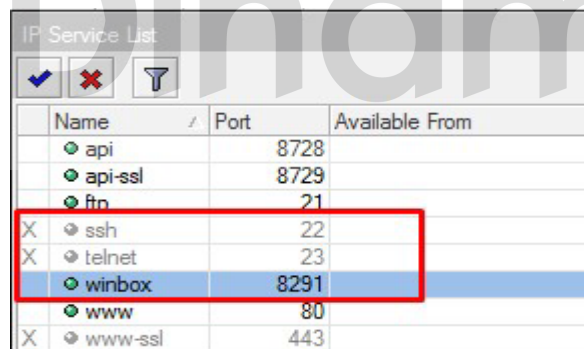 Dinam
IP Service List
Name Port Available From
api 8728
api-ssl 8729
ftp 21
X ssh 22
X telnet 23
winbox 8291
www 80
X www-ssl 443